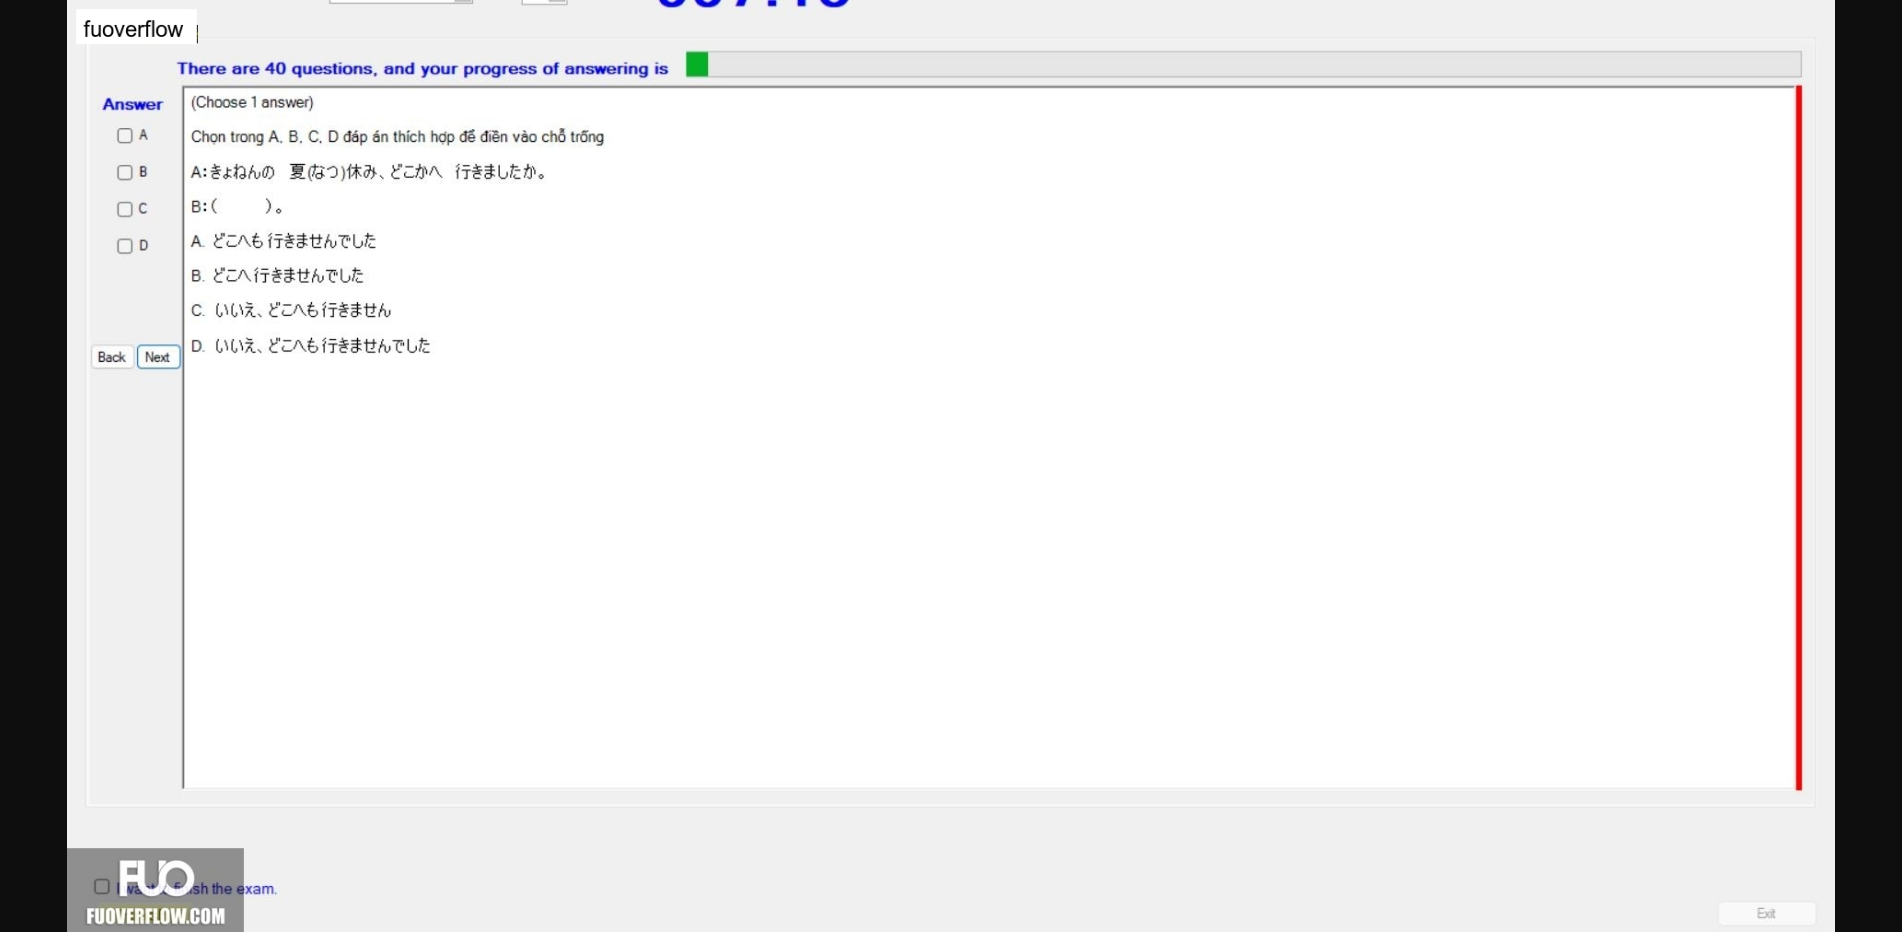 fuoverflow
There are 40 questions, and your progress of answering is
Answer
(Choose 1 answer)
A
Chọn trong A, B, C, D đáp án thích hợp để điền vào chỗ trống
B
A:きょねんの 夏(なつ)休み、どこかへ 行きましたか。
C
B:( )。
D
A. どこへも行きませんでした
B. どこへ行きませんでした
C. いいえ、どこへも行きません
D. いいえ、どこへも行きませんでした
Back
Next
FUO
the exam.
FUOVERFLOW.COM
Exit